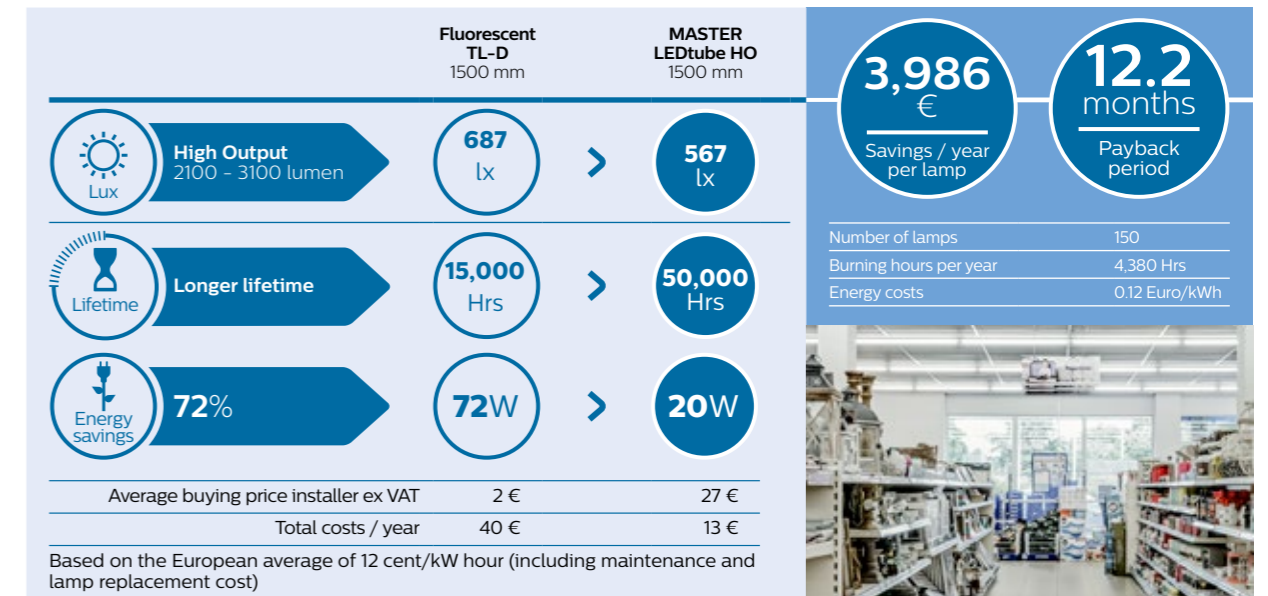 Fluorescent
TL-D
1500 mm
MASTER
LEDtube HO
1500 mm
Lux
High Output
2100 - 3100 lumen
687
lx
>
567
lx
Lifetime
Longer lifetime
15,000
Hrs
>
50,000
Hrs
Energy
savings
72%
72W
>
20W
Average buying price installer ex VAT 2 € 27 €
Total costs / year 40 € 13 €
Based on the European average of 12 cent/kW hour (including maintenance and
lamp replacement cost)
3,986
€
Savings / year
per lamp
12.2
months
Payback
period
Number of lamps 150
Burning hours per year 4,380 Hrs
Energy costs 0.12 Euro/kWh